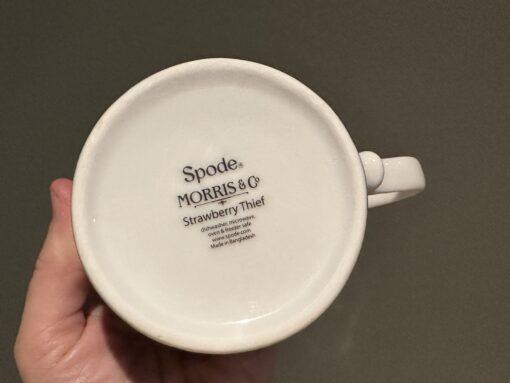 Spode®
MORRIS & Co
Strawberry Thief
dishwasher, microwave,
oven & freezer safe
www.spode.com
Made in Bangladesh